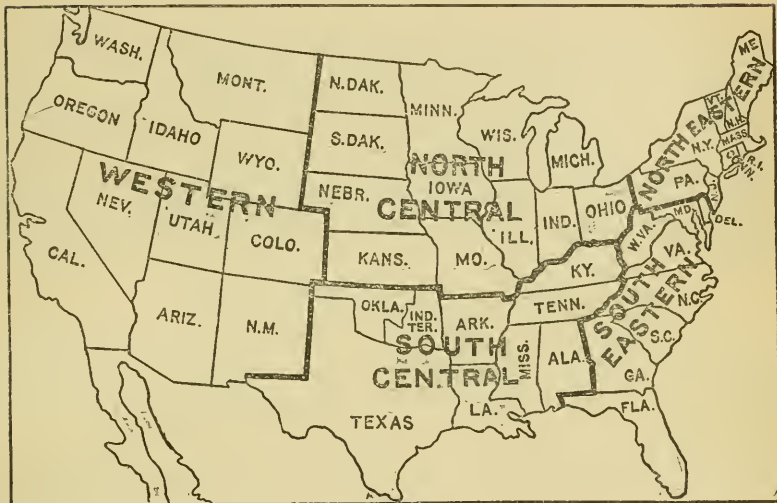 WASH.
MONT.
N.DAK.
MINN.
ME
OREGON
IDAHO
S.DAK.
WIS.
MICH.
VT.
N.H.
N.Y.
MASS
R.I.
WYO.
NORTH EASTERN
WESTERN
NEBR.
NORTH
IOWA
CENTRAL
PA.
NEV.
UTAH
COLO.
ILL.
IND.
OHIO
MD.
DEL.
W.VA.
VA.
CAL.
KANS.
MO.
KY.
N.C.
ARIZ.
N.M.
OKLA.
IND.
TER.
ARK.
TENN.
SOUTH
EASTERN
S.C.
SOUTH
CENTRAL
MISS.
ALA.
GA.
TEXAS
LA.
FLA.